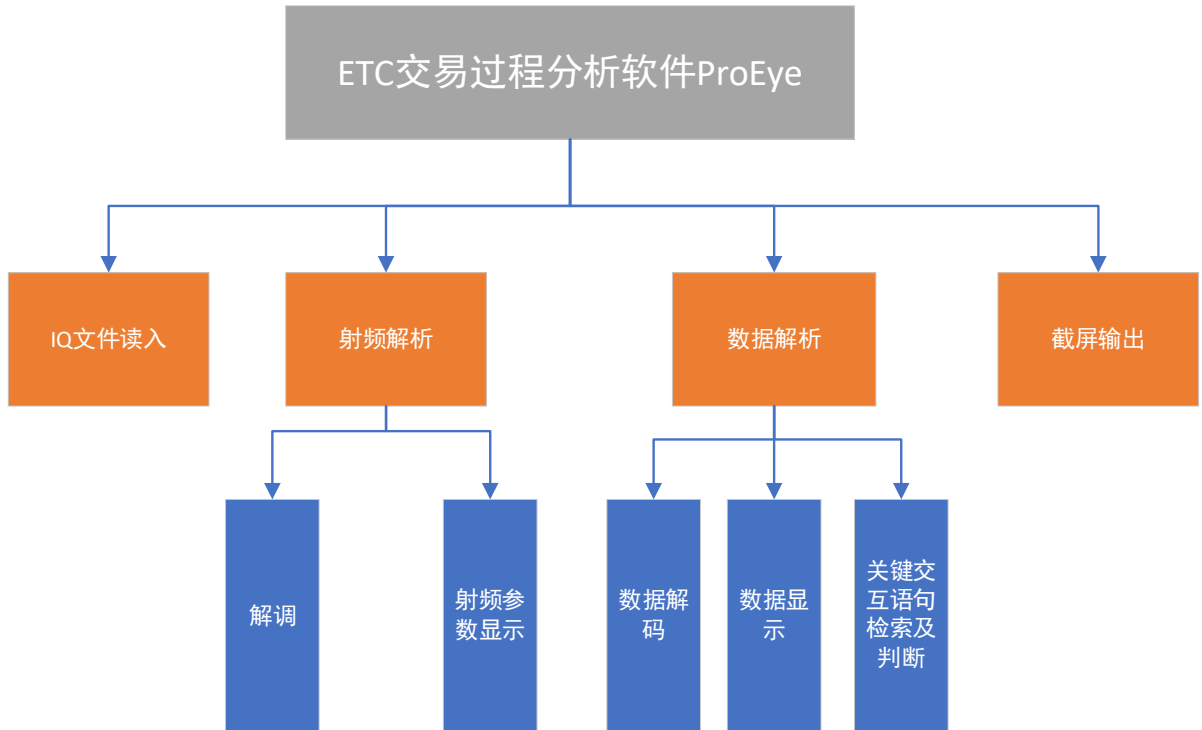 ETC交易过程分析软件ProEye
IQ文件读入
射频解析
数据解析
截屏输出
解调
射频参
数显示
数据解
码
数据显
示
关键交
互语句
检索及
判断